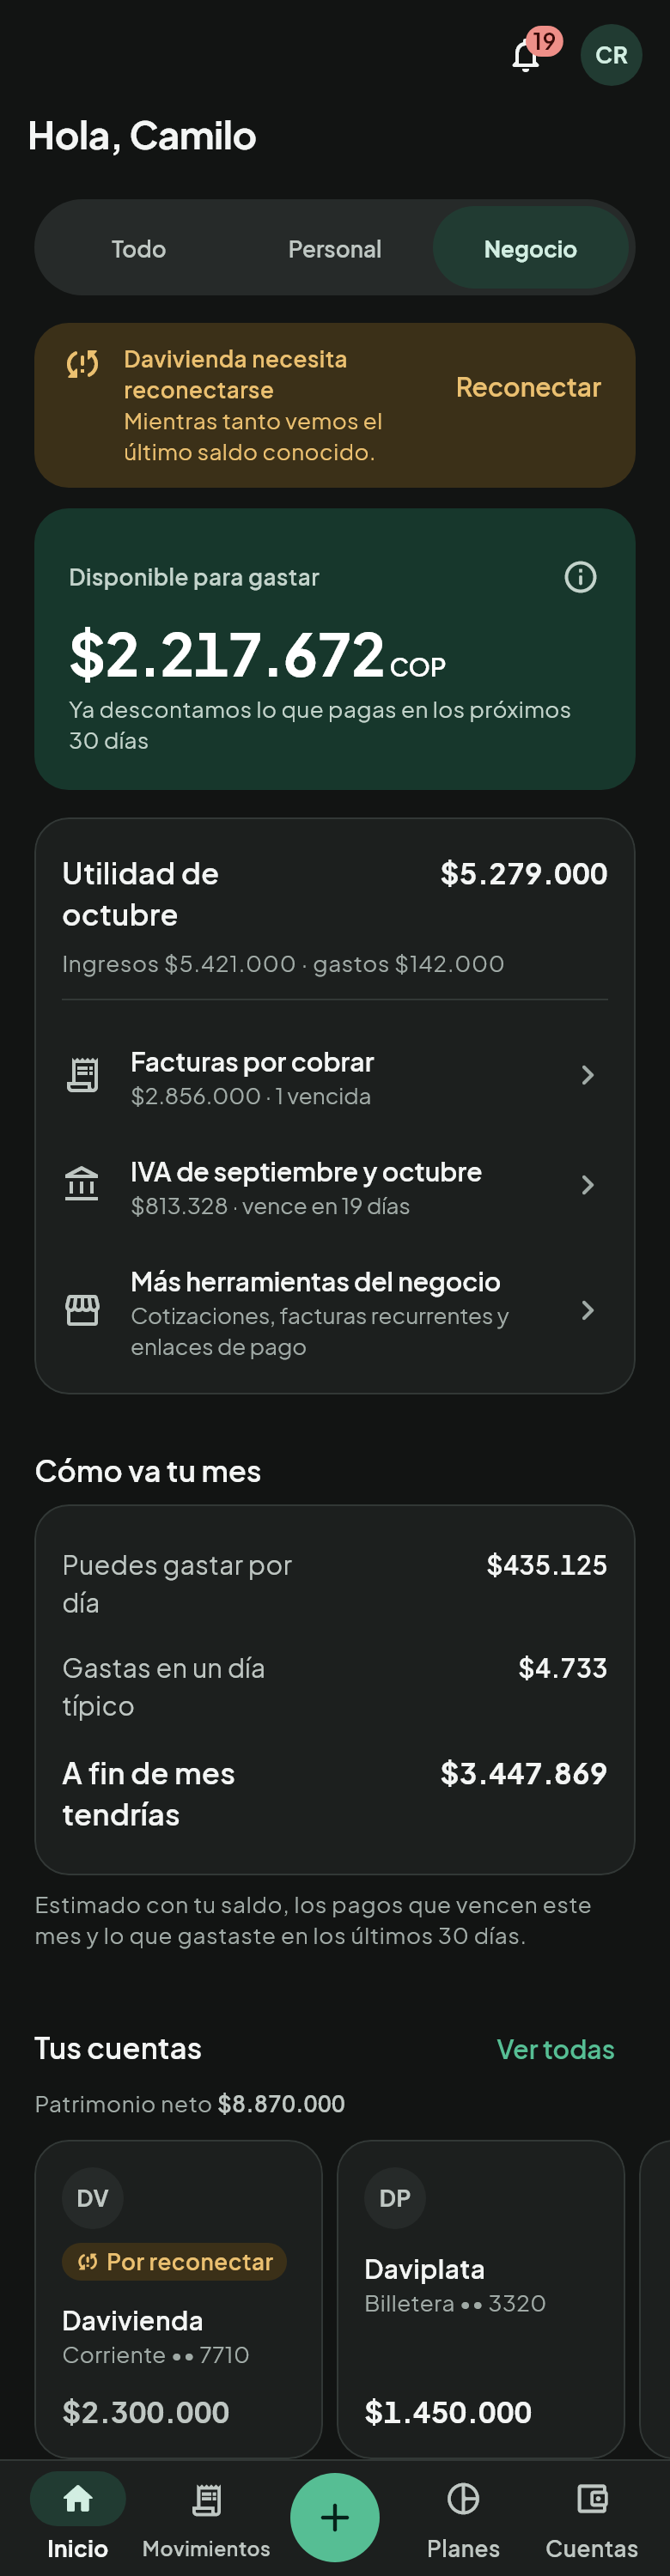 19
CR
Hola, Camilo
Todo
Personal
Negocio
Davivienda necesita
reconectarse
Mientras tanto vemos el
último saldo conocido.
Reconectar
Disponible para gastar
$2.217.672 COP
Ya descontamos lo que pagas en los próximos
30 días
Utilidad de
octubre
$5.279.000
Ingresos $5.421.000 · gastos $142.000
Facturas por cobrar
$2.856.000 · 1 vencida
IVA de septiembre y octubre
$813.328 · vence en 19 días
Más herramientas del negocio
Cotizaciones, facturas recurrentes y
enlaces de pago
Cómo va tu mes
Puedes gastar por
día
$435.125
Gastas en un día
típico
$4.733
A fin de mes
tendrías
$3.447.869
Estimado con tu saldo, los pagos que vencen este
mes y lo que gastaste en los últimos 30 días.
Tus cuentas
Ver todas
Patrimonio neto $8.870.000
DV
Por reconectar
Davivienda
Corriente •• 7710
$2.300.000
DP
Daviplata
Billetera •• 3320
$1.450.000
Inicio
Movimientos
Planes
Cuentas